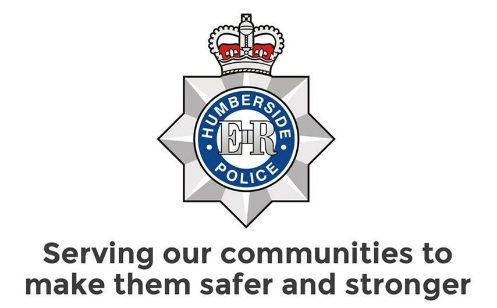 HUMBERSIDE
EIIR
POLICE
Serving our communities to
make them safer and stronger